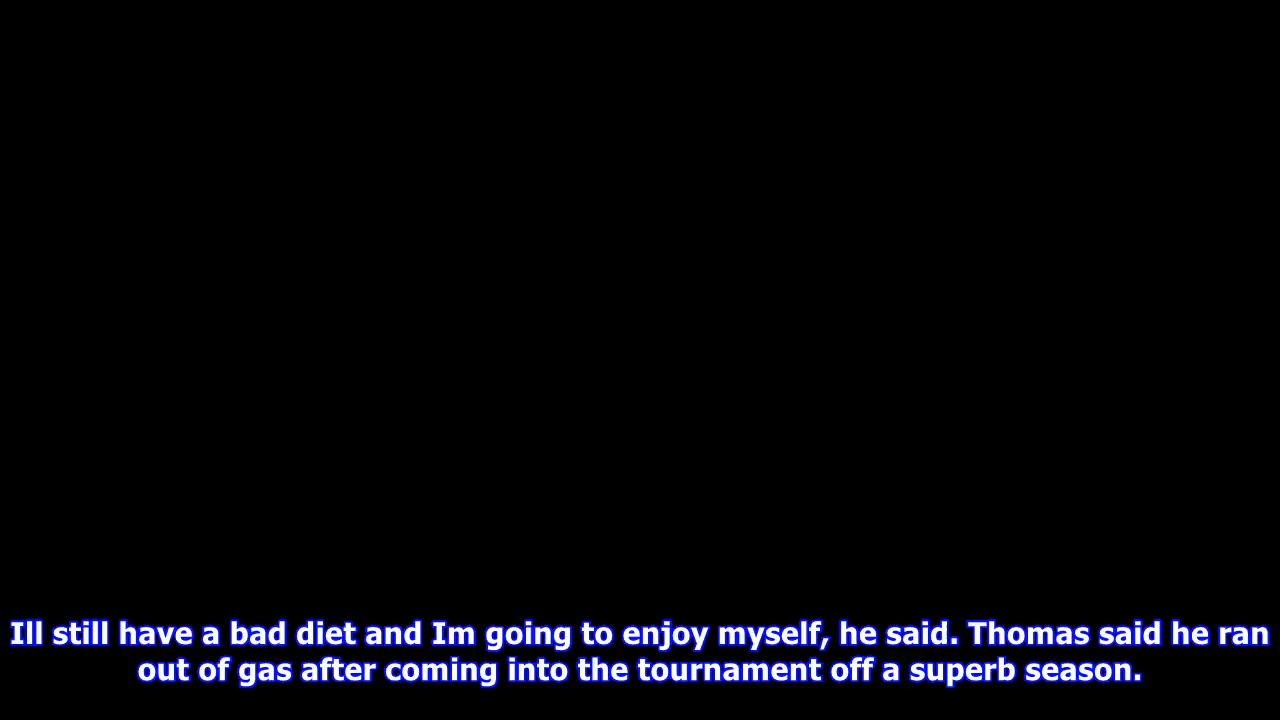 Ill still have a bad diet and Im going to enjoy myself, he said. Thomas said he ran
out of gas after coming into the tournament off a superb season.